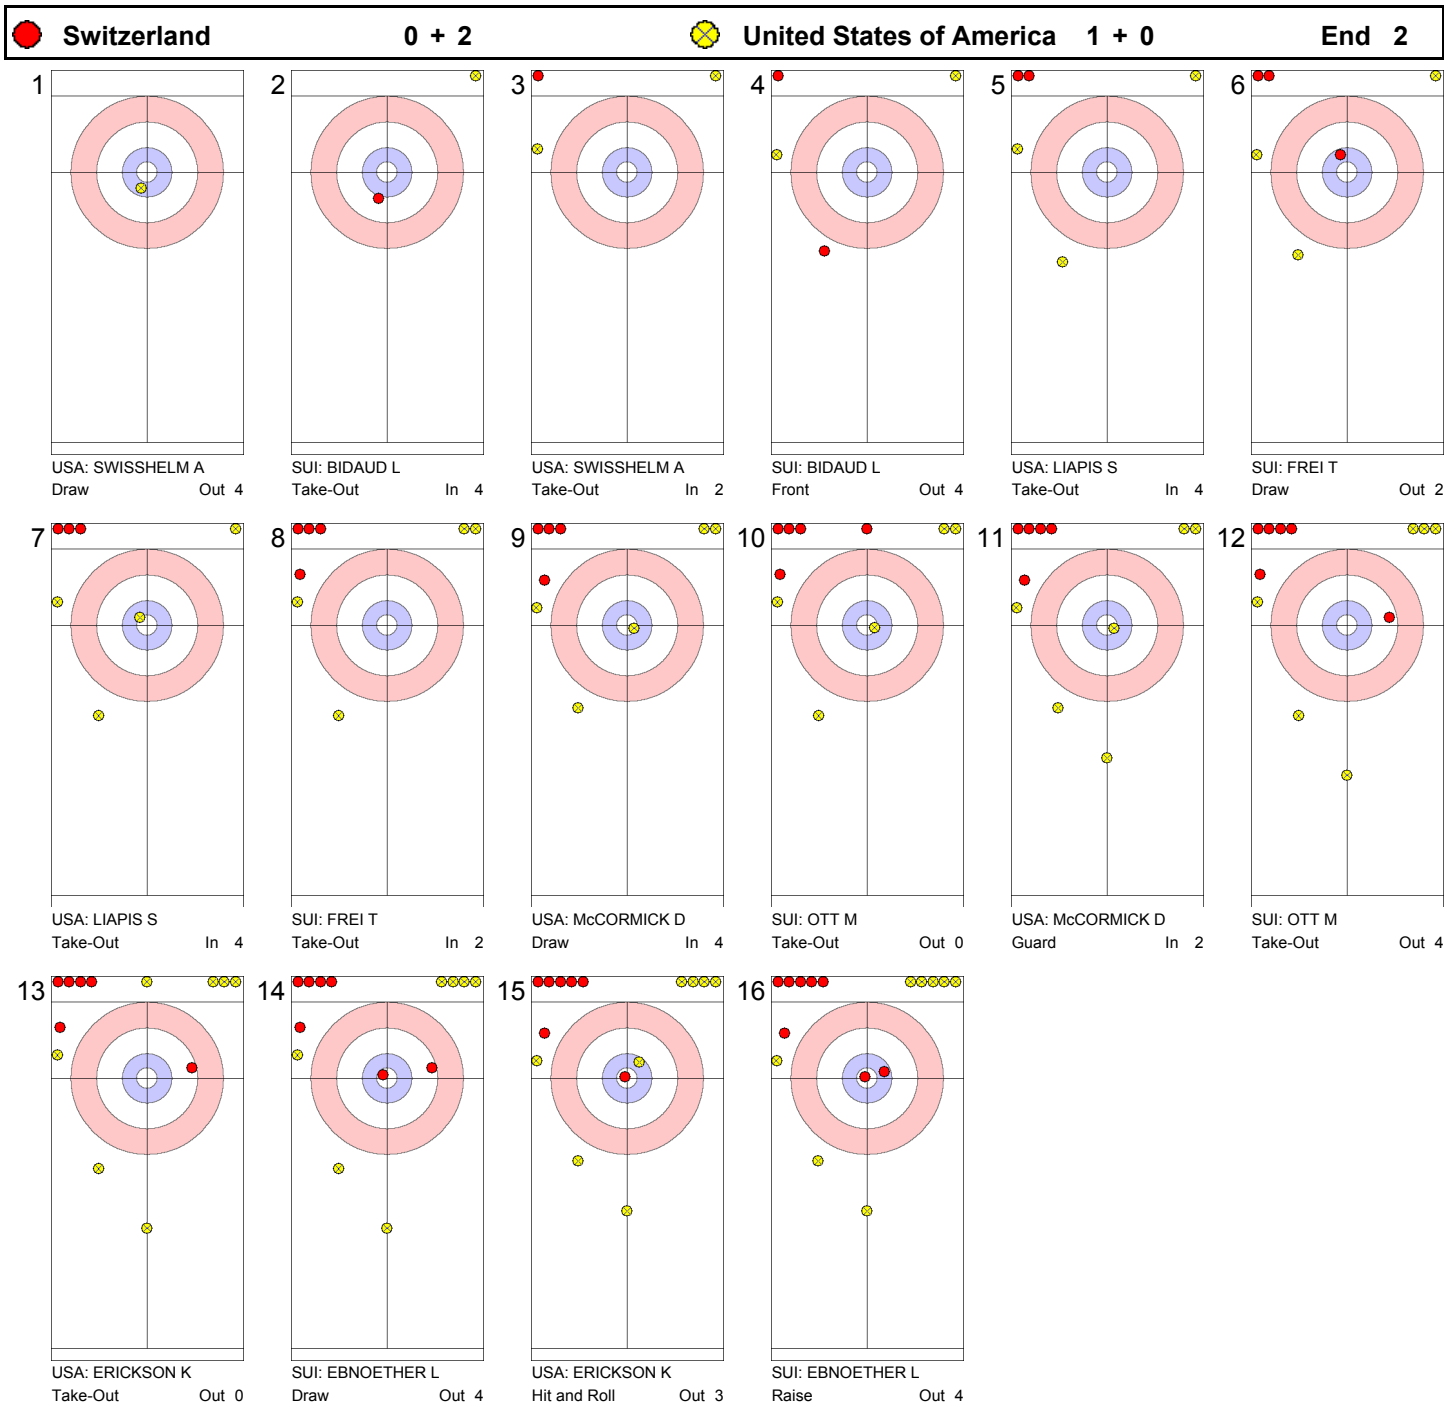 Switzerland 0 + 2 United States of America 1 + 0 End 2
1 2 3 4 5 6
USA: SWISSHELM A SUI: BIDAUD L USA: SWISSHELM A SUI: BIDAUD L USA: LIAPIS S SUI: FREI T
Draw Out 4 Take-Out In 4 Take-Out In 2 Front Out 4 Take-Out In 4 Draw Out 2
7 8 9 10 11 12
USA: LIAPIS S SUI: FREI T USA: McCORMICK D SUI: OTT M USA: McCORMICK D SUI: OTT M
Take-Out In 4 Take-Out In 2 Draw In 4 Take-Out Out 0 Guard In 2 Take-Out Out 4
13 14 15 16
USA: ERICKSON K SUI: EBNOETHER L USA: ERICKSON K SUI: EBNOETHER L
Take-Out Out 0 Draw Out 4 Hit and Roll Out 3 Raise Out 4